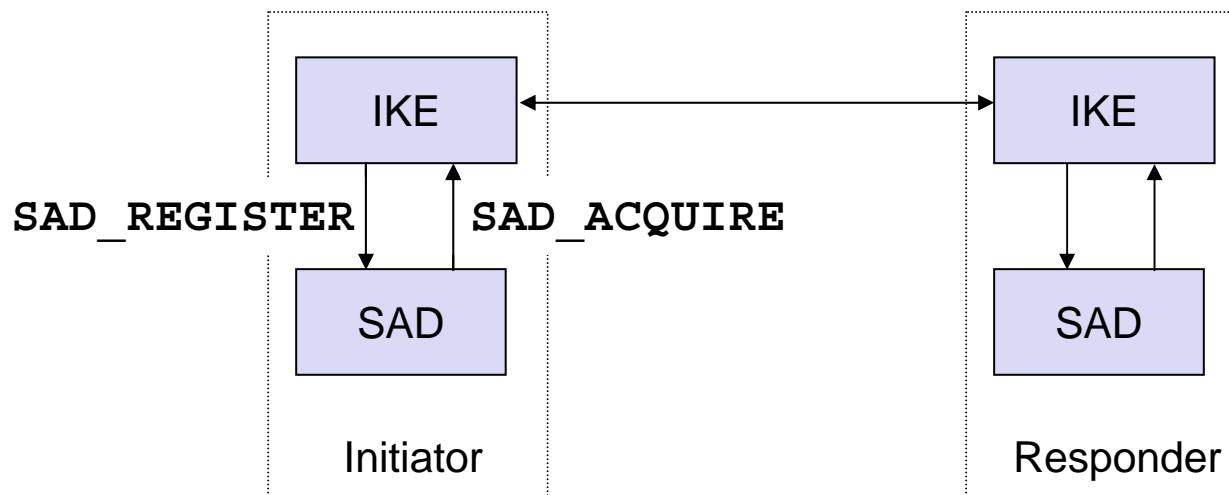 IKE IKE
SAD_REGISTER SAD_ACQUIRE
SAD SAD
Initiator Responder